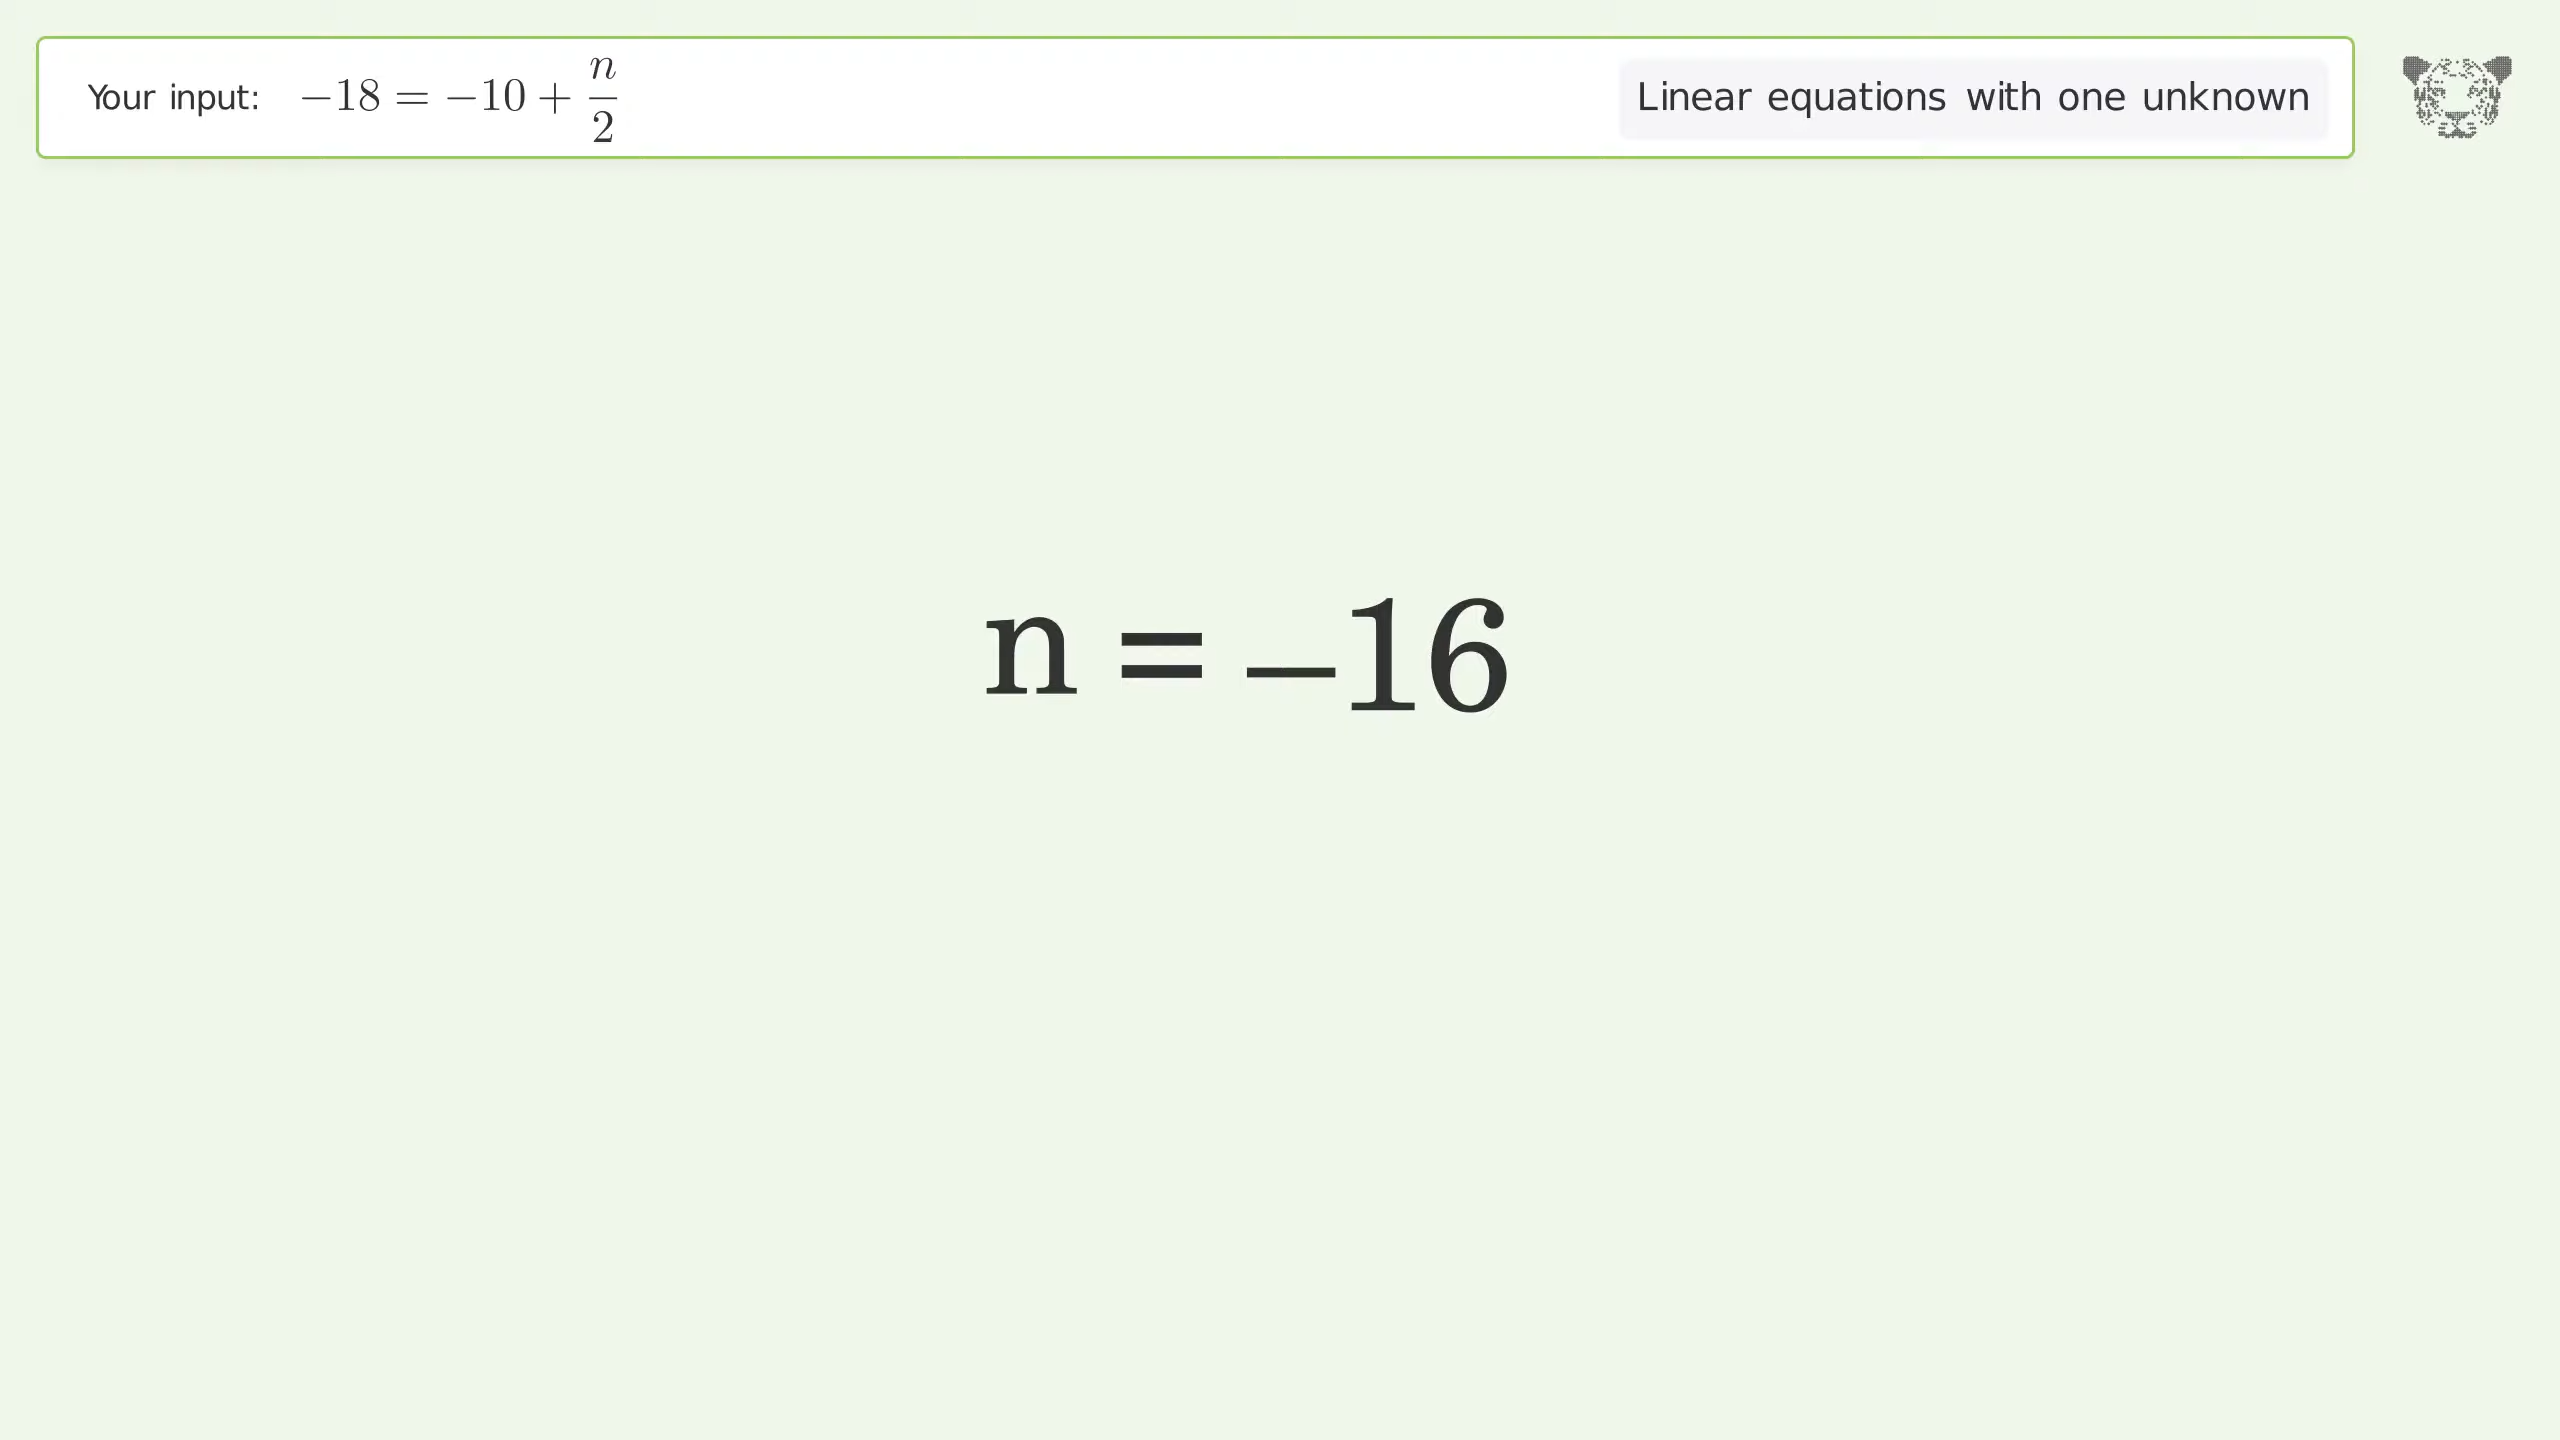 Your input: −18 = −10 + n/2
Linear equations with one unknown
n = −16